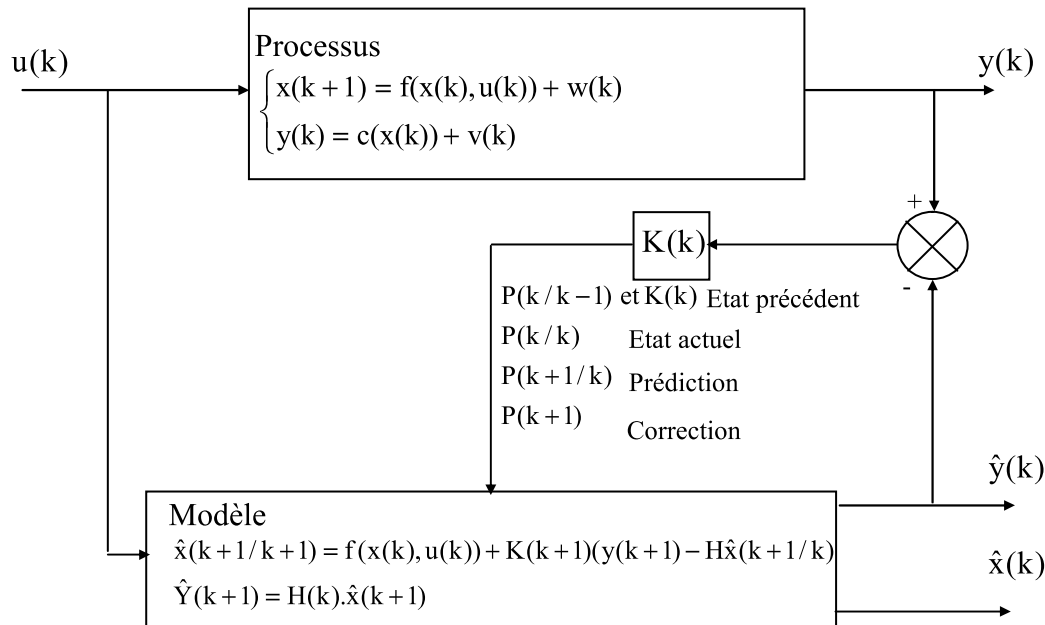 Processus
u(k)
y(k)
x(k+1) = f(x(k),u(k)) + w(k)
y(k) = c(x(k)) + v(k)
+
K(k)
-
P(k/k−1) et K(k) Etat précédent
P(k/k) Etat actuel
P(k+1/k) Prédiction
P(k+1) Correction
ŷ(k)
Modèle
x̂(k+1/k+1) = f(x(k),u(k)) + K(k+1)(y(k+1) − Hx̂(k+1/k)
x̂(k)
Ŷ(k+1) = H(k).x̂(k+1)